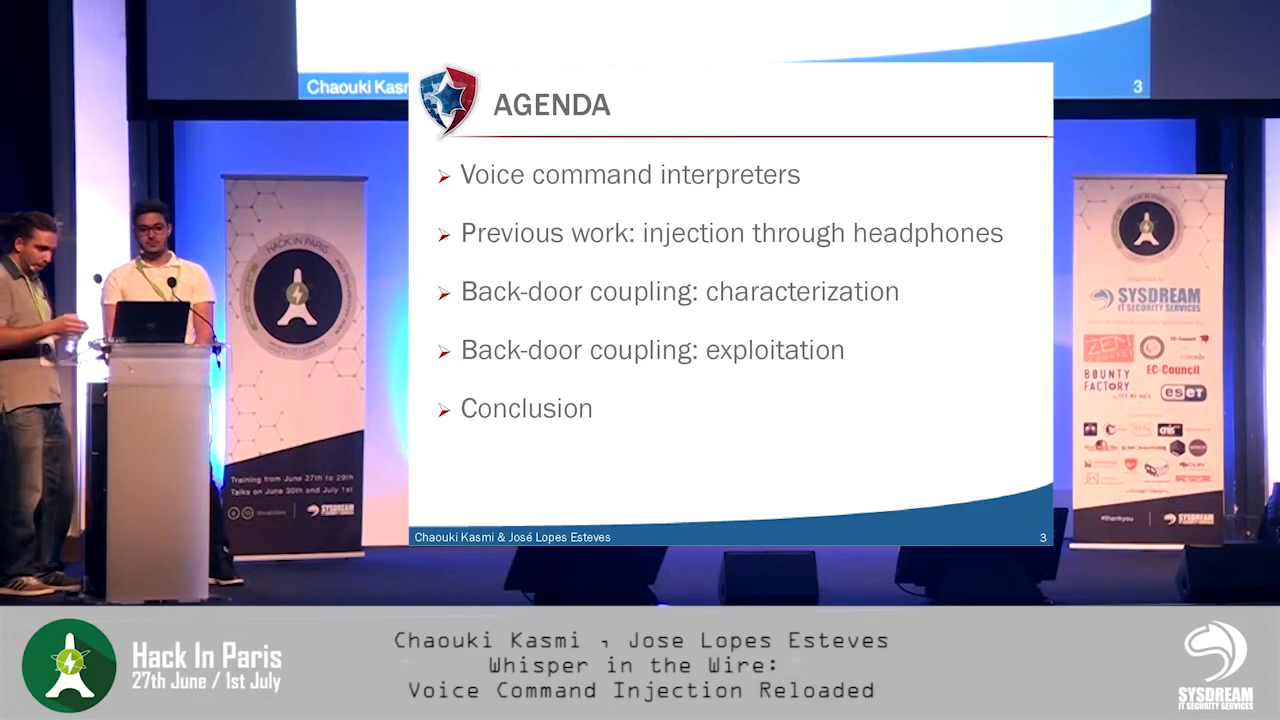 Chaouki Kasm
3
AGENDA
Voice command interpreters
Previous work: injection through headphones
Back-door coupling: characterization
Back-door coupling: exploitation
Conclusion
Chaouki Kasmi & José Lopes Esteves
3
HACK IN PARIS
Training from June 27th to 29th
Talks on June 30th and July 1st
SYSDREAM
HACK IN PARIS
SYSDREAM
IT SECURITY SERVICES
ZEN
EC-Council
BOUNTY
FACTORY
eset
#thankyou
SYSDREAM
Hack In Paris
27th June / 1st July
Chaouki Kasmi , Jose Lopes Esteves
Whisper in the Wire:
Voice Command Injection Reloaded
SYSDREAM
IT SECURITY SERVICES